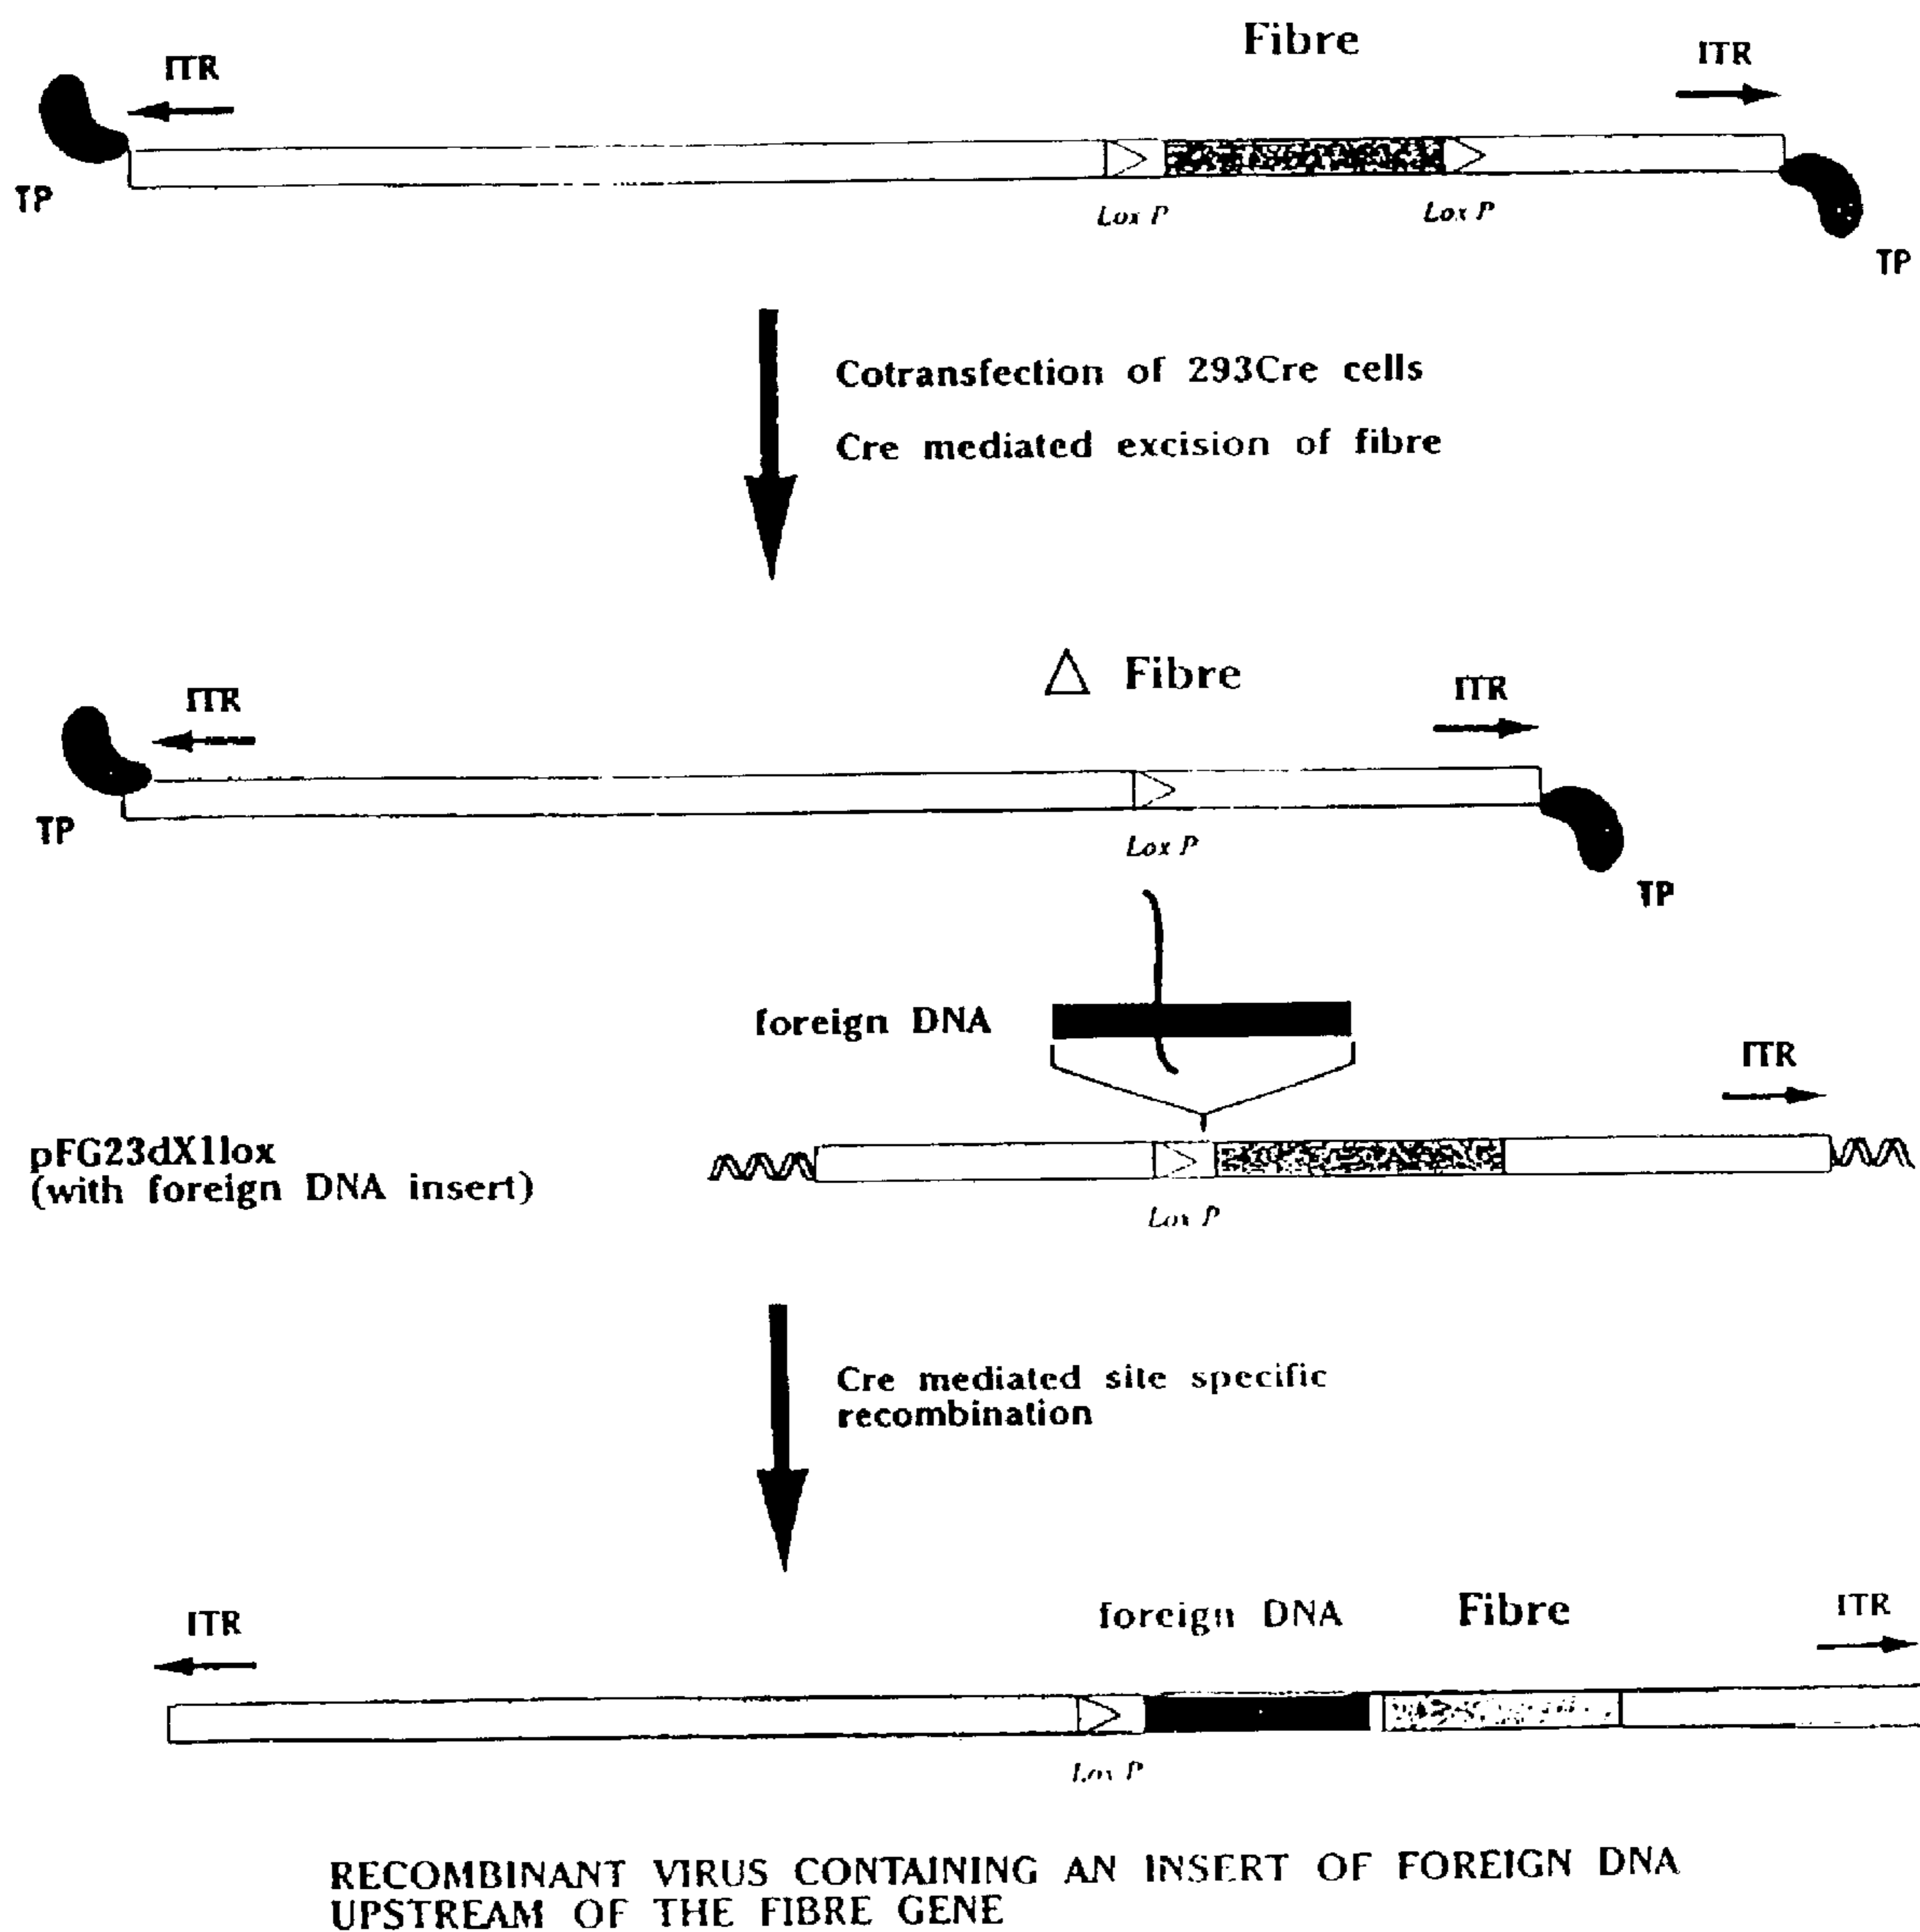 Fibre
ITR
ITR
TP
Lox P
Lox P
TP
Cotransfection of 293Cre cells
Cre mediated excision of fibre
△ Fibre
ITR
ITR
TP
Lox P
TP
foreign DNA
ITR
pFG23dX1lox
(with foreign DNA insert)
Lox P
Cre mediated site specific
recombination
ITR
foreign DNA
Fibre
ITR
Lox P
RECOMBINANT VIRUS CONTAINING AN INSERT OF FOREIGN DNA
UPSTREAM OF THE FIBRE GENE